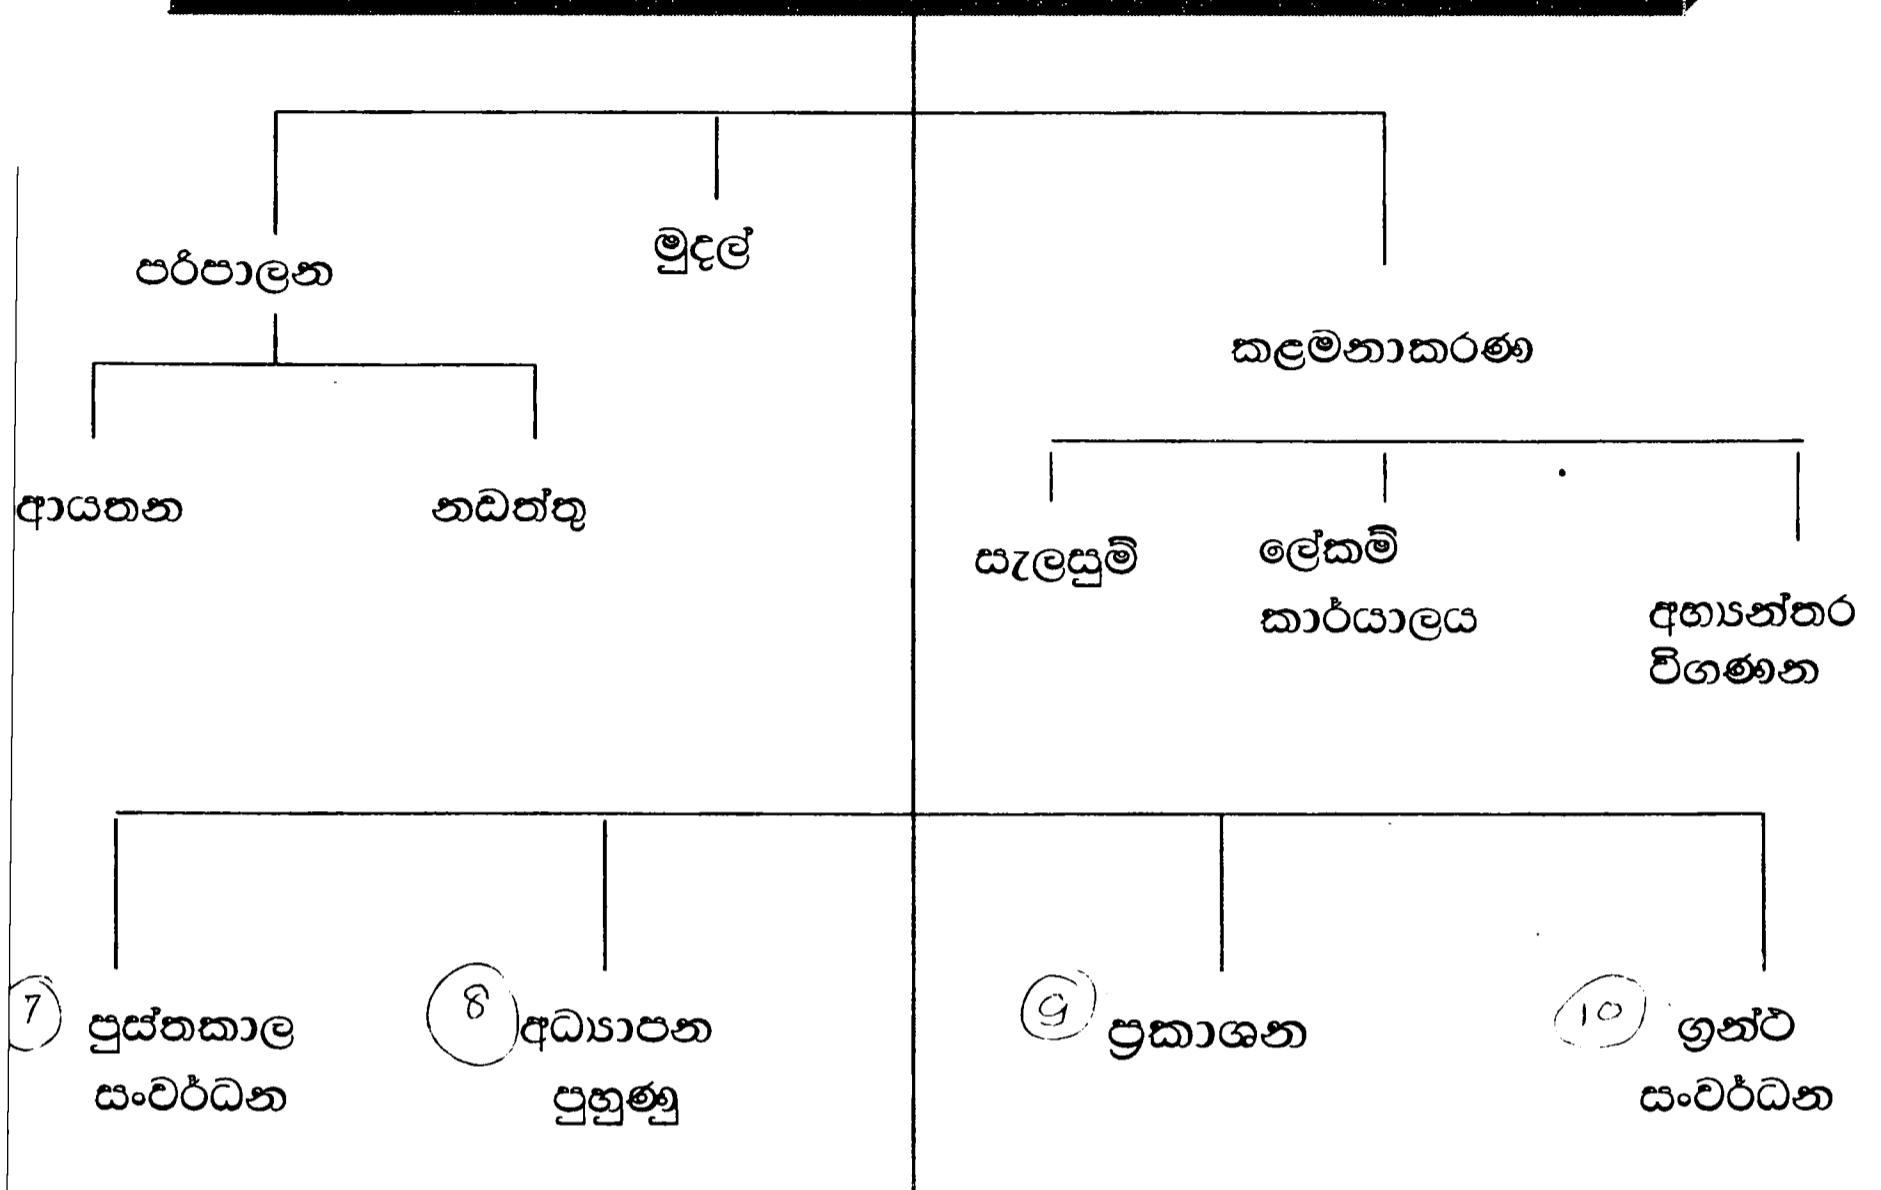 මුදල්
පරිපාලන
කළමනාකරණ
ආයතන
නඩත්තු
සැලසුම්
ලේකම්
කාර්යාලය
අභ්‍යන්තර
විගණන
7 පුස්තකාල
සංවර්ධන
8 අධ්‍යාපන
පුහුණු
9 ප්‍රකාශන
10 ග්‍රන්ථ
සංවර්ධන